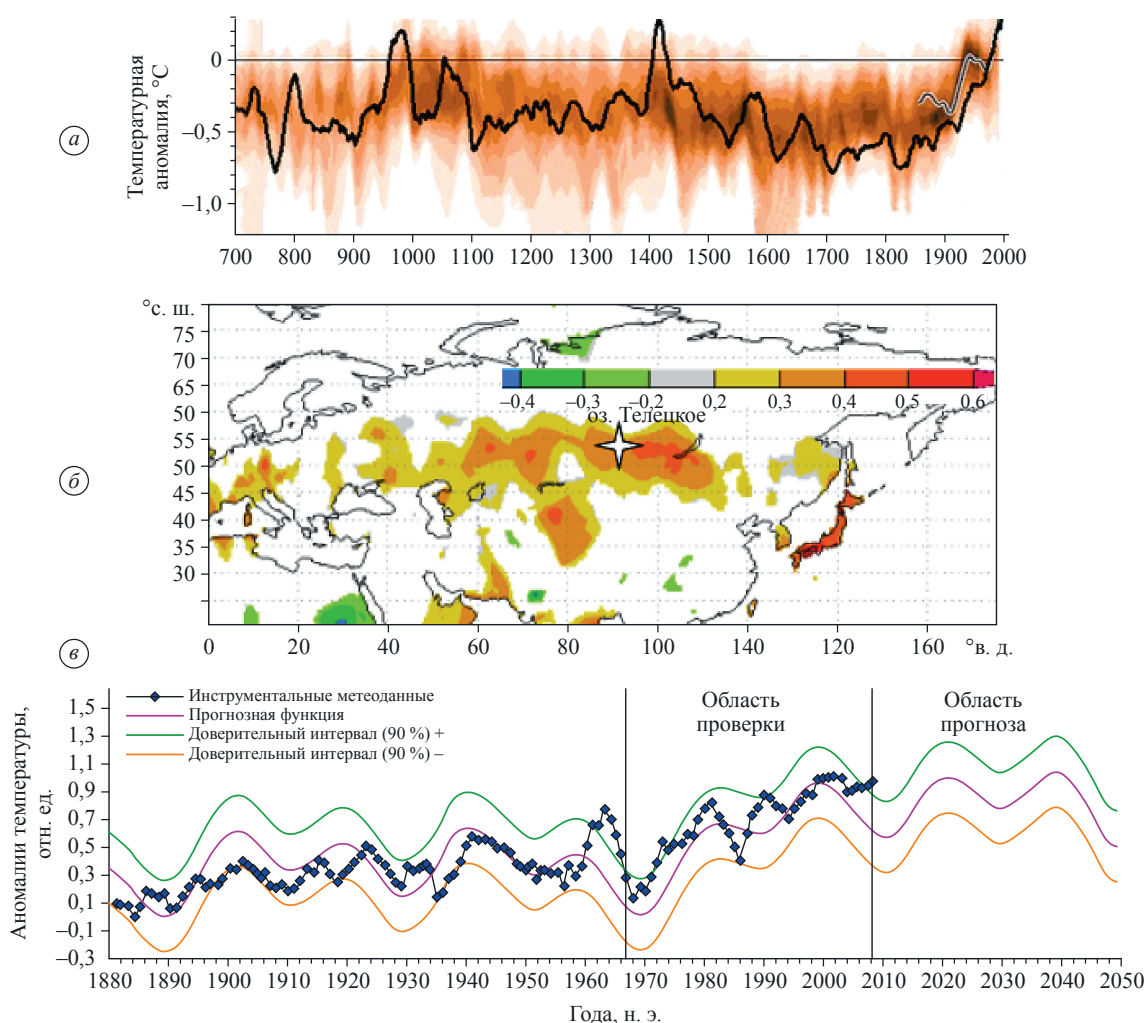 а
Температурная
аномалия, °C
0
–0,5
–1,0
700 800 900 1000 1100 1200 1300 1400 1500 1600 1700 1800 1900 2000
б
°с. ш.
75
70
65
50
55
50
45
40
35
30
–0,4 –0,3 –0,2 0,2 0,3 0,4 0,5 0,6
оз. Телецкое
0 20 40 60 80 100 120 160 °в. д.
в
Аномалии температуры,
отн. ед.
1,5
1,3
1,1
0,9
0,7
0,5
0,3
0,1
–0,1
–0,3
Инструментальные метеоданные
Прогнозная функция
Доверительный интервал (90 %) +
Доверительный интервал (90 %) –
Область
проверки
Область
прогноза
1880 1890 1900 1910 1920 1930 1940 1950 1960 1970 1980 1990 2000 2010 2020 2030 2040 2050
Года, н. э.